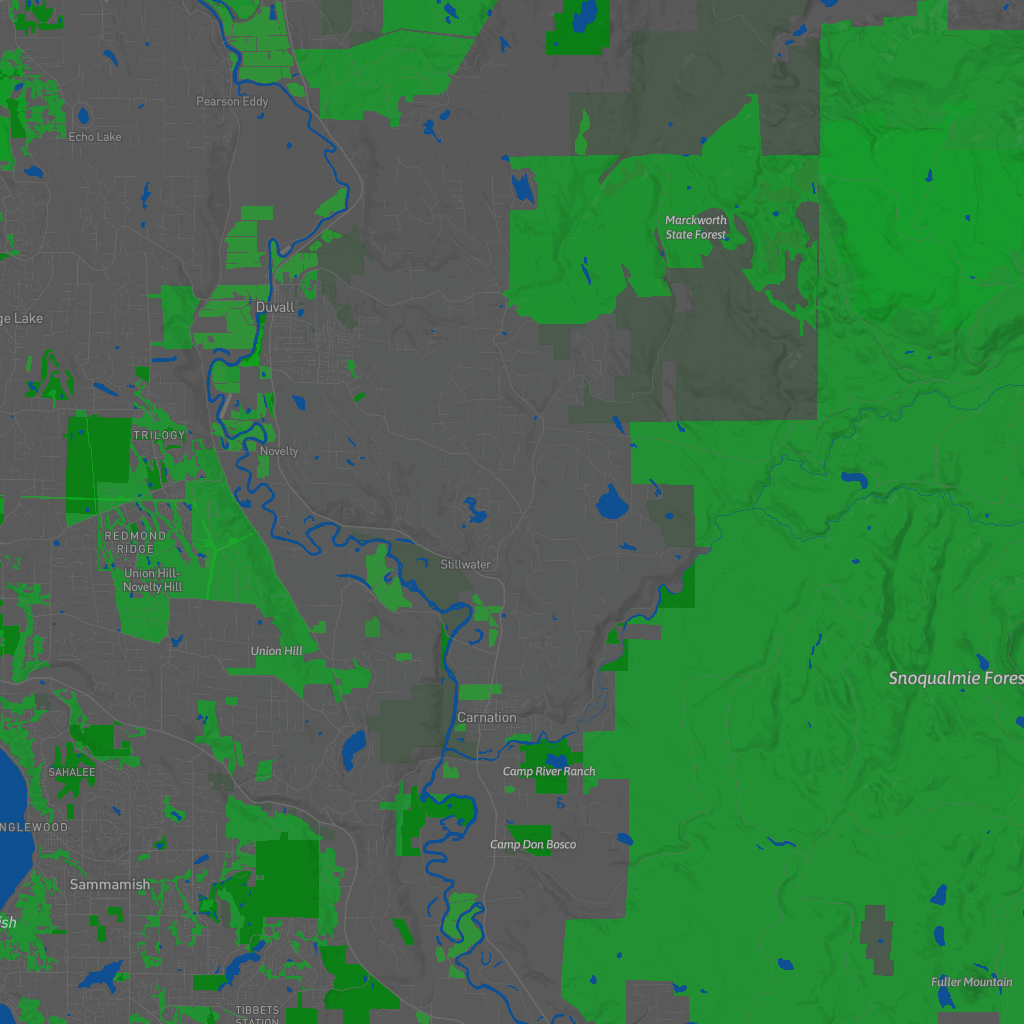 Pearson Eddy
Echo Lake
Marckworth
State Forest
Duvall
ge Lake
TRILOGY
Novelty
REDMOND
RIDGE
Stillwater
Union Hill-
Novelty Hill
Union Hill
Snoqualmie Fores
Carnation
SAHALEE
Camp River Ranch
NGLEWOOD
Camp Don Bosco
Sammamish
ish
Fuller Mountain
TIBBETS
STATION